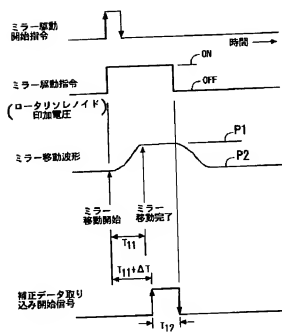 ミラー駆動
開始指令
時間
ミラー駆動指令
(ロータリソレノイド
印加電圧)
ON
OFF
ミラー移動波形
P1
P2
ミラー
移動開始
ミラー
移動完了
T11
T11+ΔT
補正データ取り
込み開始信号
T12